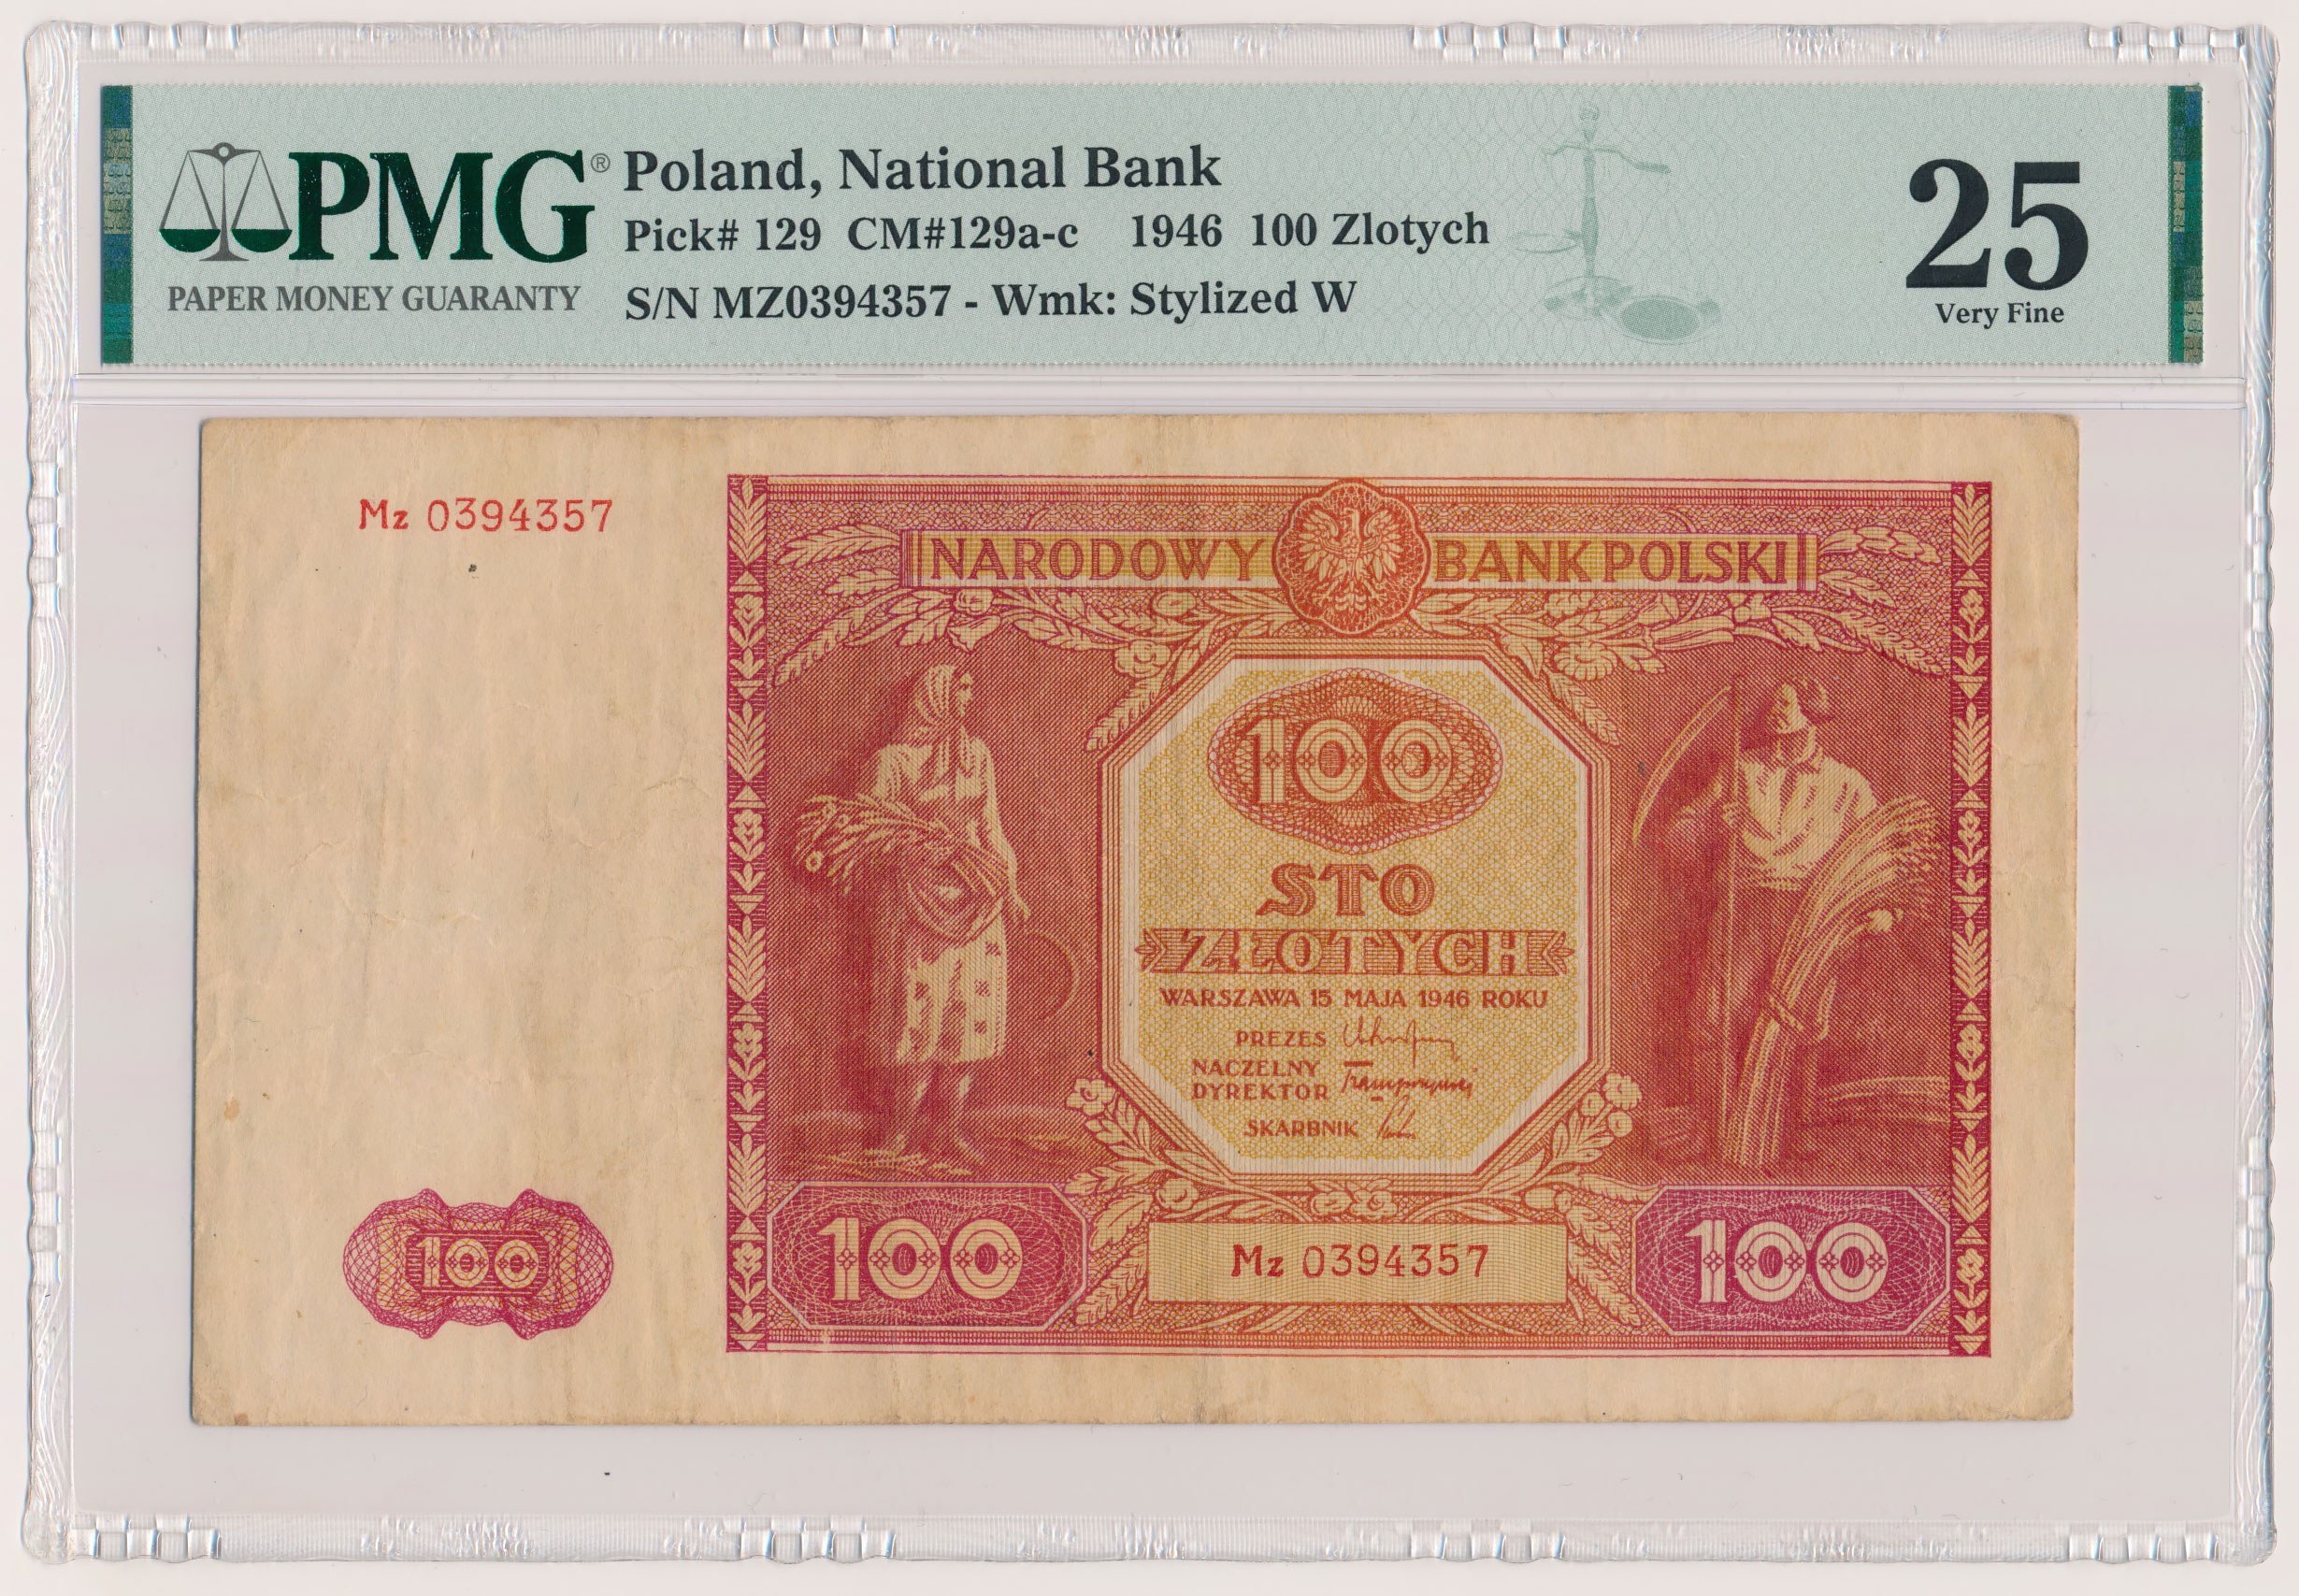 PMG®
PAPER MONEY GUARANTY
Poland, National Bank
Pick# 129 CM#129a-c 1946 100 Zlotych
S/N MZ0394357 - Wmk: Stylized W
25
Very Fine
Mz 0394357
NARODOWY BANK POLSKI
100
STO
ZŁOTYCH
WARSZAWA 15 MAJA 1946 ROKU
PREZES
NACZELNY
DYREKTOR
SKARBNIK
100
100
Mz 0394357
100